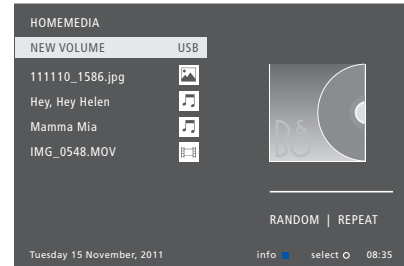 HOMEMEDIA
NEW VOLUME USB
111110_1586.jpg
Hey, Hey Helen
Mamma Mia
IMG_0548.MOV
B&O
RANDOM | REPEAT
Tuesday 15 November, 2011 info select 08:35